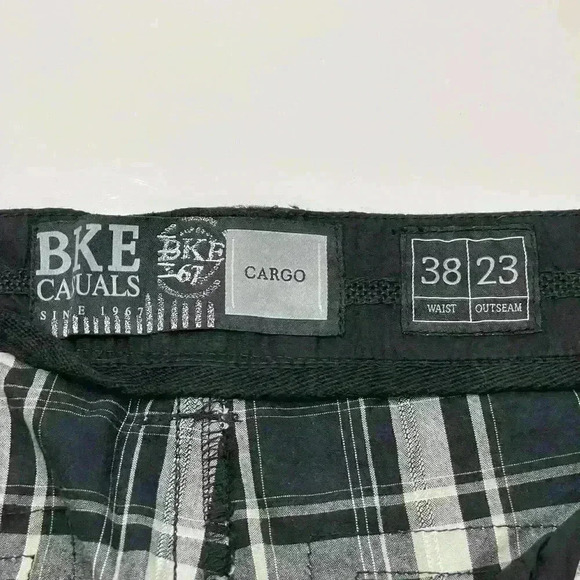 BKE
CASUALS
SINCE 1967
BKE
67
CARGO
38 23
WAIST OUTSEAM